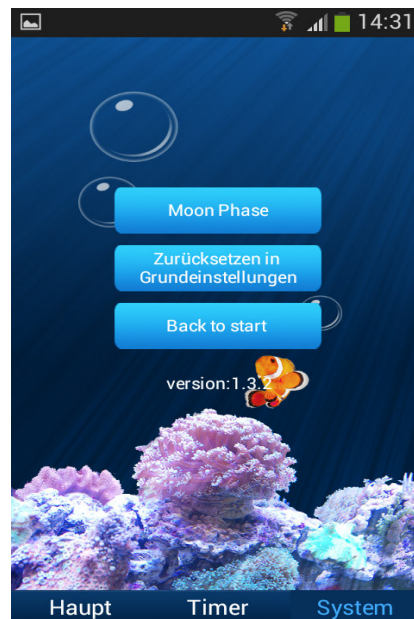 14:31
Moon Phase
Zurücksetzen in
Grundeinstellungen
Back to start
version:1.3.2
Haupt Timer System